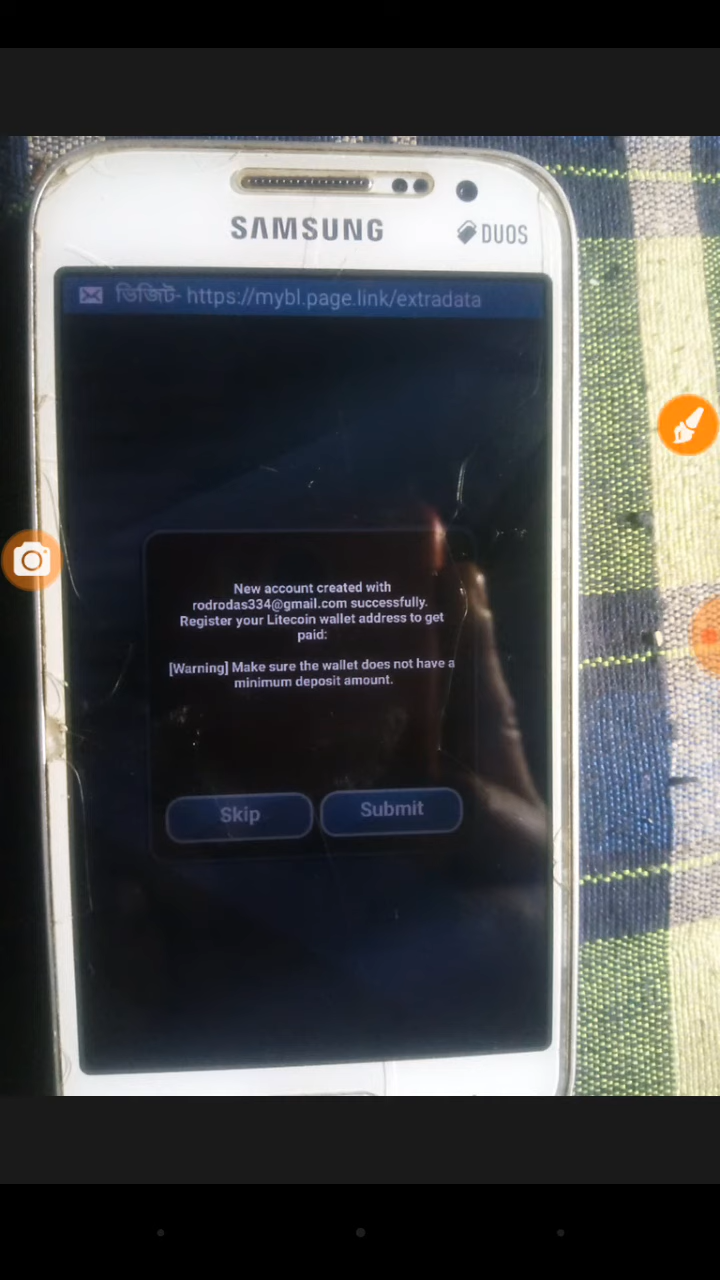 SAMSUNG
DUOS
ভিজিট- https://mybl.page.link/extradata
New account created with
rodrodas334@gmail.com successfully.
Register your Litecoin wallet address to get
paid:
[Warning] Make sure the wallet does not have a
minimum deposit amount.
Skip
Submit